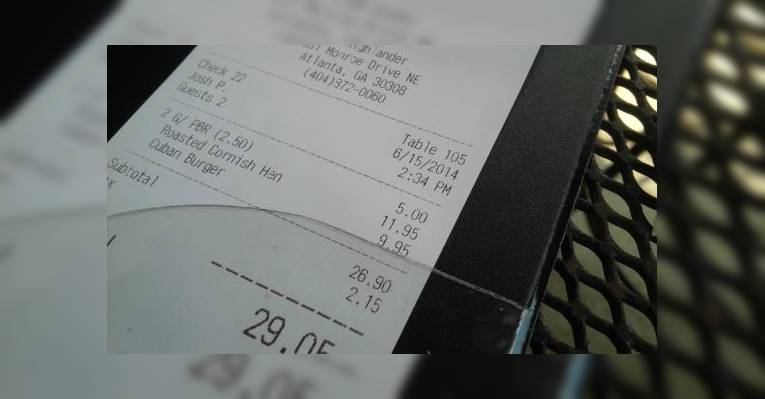 Monroe Drive NE
Atlanta, GA 30308
(404)872-0060
Check 22
Table 105
Josh P.
6/15/2014
Guests 2
2:34 PM
2 G/ PBR (2.50) 5.00
Roasted Cornish Hen 11.95
Cuban Burger 9.95
Subtotal 26.90
2.15
29.05